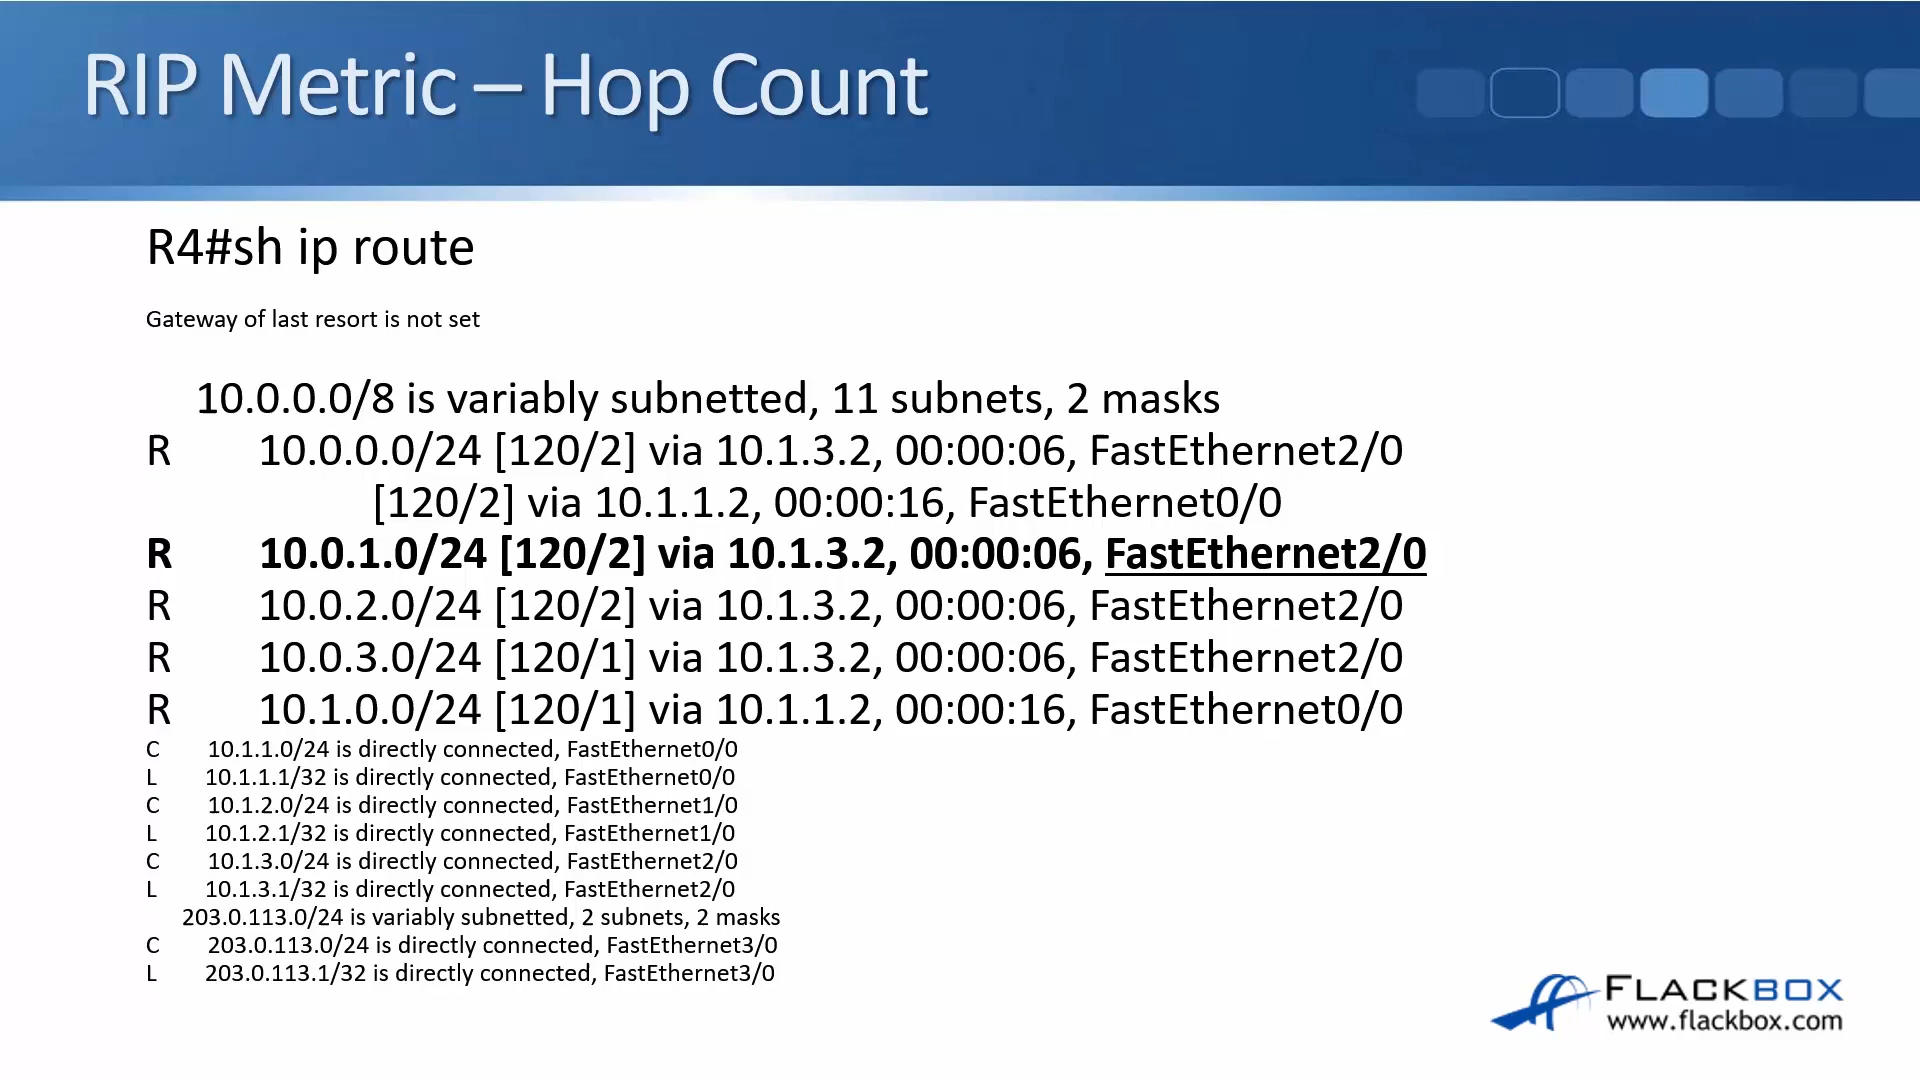 RIP Metric – Hop Count
R4#sh ip route
Gateway of last resort is not set
10.0.0.0/8 is variably subnetted, 11 subnets, 2 masks
R 10.0.0.0/24 [120/2] via 10.1.3.2, 00:00:06, FastEthernet2/0
[120/2] via 10.1.1.2, 00:00:16, FastEthernet0/0
R 10.0.1.0/24 [120/2] via 10.1.3.2, 00:00:06, FastEthernet2/0
R 10.0.2.0/24 [120/2] via 10.1.3.2, 00:00:06, FastEthernet2/0
R 10.0.3.0/24 [120/1] via 10.1.3.2, 00:00:06, FastEthernet2/0
R 10.1.0.0/24 [120/1] via 10.1.1.2, 00:00:16, FastEthernet0/0
C 10.1.1.0/24 is directly connected, FastEthernet0/0
L 10.1.1.1/32 is directly connected, FastEthernet0/0
C 10.1.2.0/24 is directly connected, FastEthernet1/0
L 10.1.2.1/32 is directly connected, FastEthernet1/0
C 10.1.3.0/24 is directly connected, FastEthernet2/0
L 10.1.3.1/32 is directly connected, FastEthernet2/0
203.0.113.0/24 is variably subnetted, 2 subnets, 2 masks
C 203.0.113.0/24 is directly connected, FastEthernet3/0
L 203.0.113.1/32 is directly connected, FastEthernet3/0
FLACKBOX
www.flackbox.com